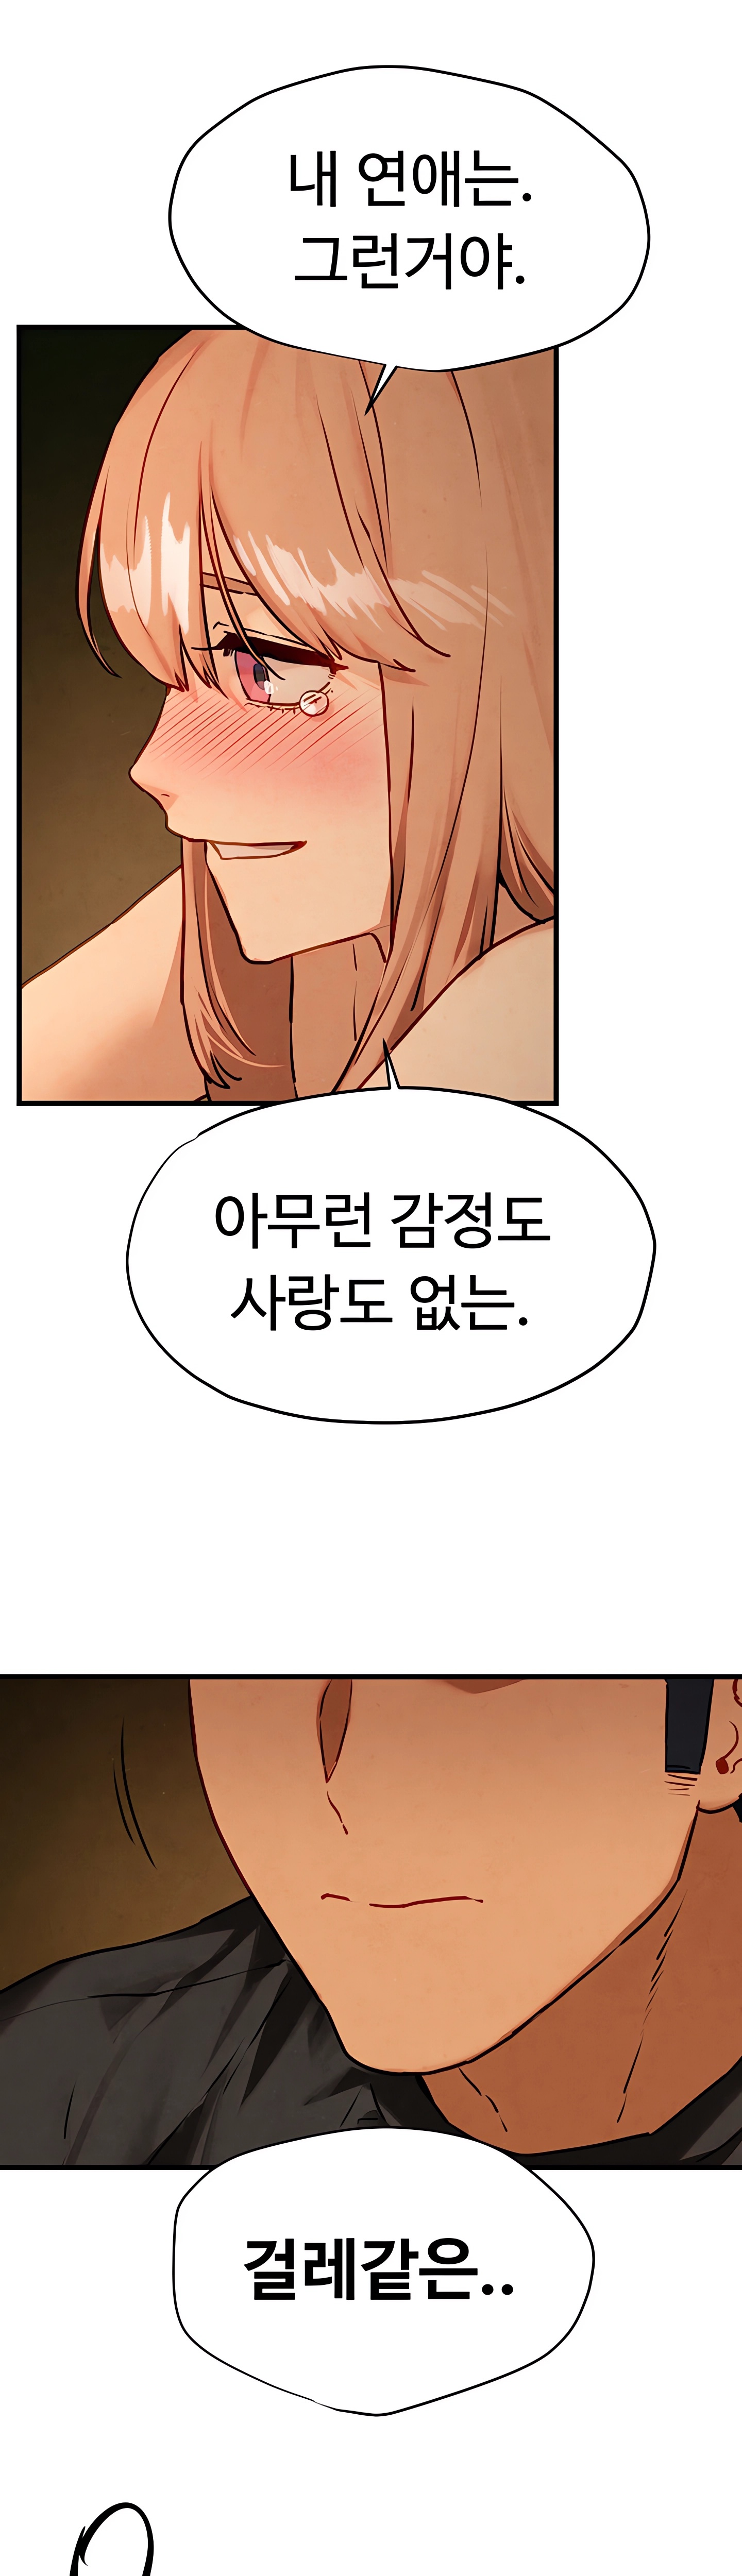 내 연애는.
그런거야.
아무런 감정도
사랑도 없는.
걸레같은..